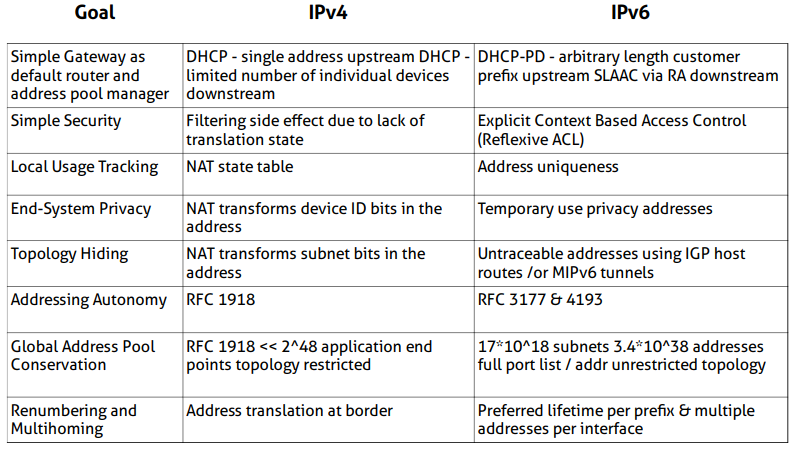 Goal IPv4 IPv6
Simple Gateway as
default router and
address pool manager
DHCP - single address upstream DHCP -
limited number of individual devices
downstream
DHCP-PD - arbitrary length customer
prefix upstream SLAAC via RA downstream
Simple Security
Filtering side effect due to lack of
translation state
Explicit Context Based Access Control
(Reflexive ACL)
Local Usage Tracking
NAT state table
Address uniqueness
End-System Privacy
NAT transforms device ID bits in the
address
Temporary use privacy addresses
Topology Hiding
NAT transforms subnet bits in the
address
Untraceable addresses using IGP host
routes /or MIPv6 tunnels
Addressing Autonomy
RFC 1918
RFC 3177 & 4193
Global Address Pool
Conservation
RFC 1918 << 2^48 application end
points topology restricted
17*10^18 subnets 3.4*10^38 addresses
full port list / addr unrestricted topology
Renumbering and
Multihoming
Address translation at border
Preferred lifetime per prefix & multiple
addresses per interface